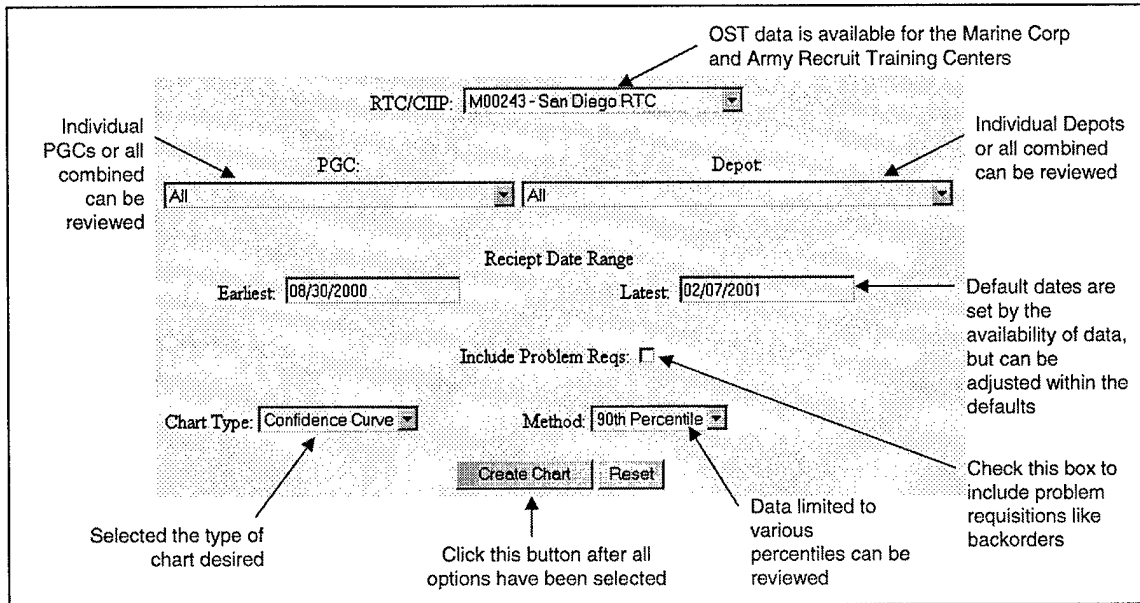 OST data is available for the Marine Corp
and Army Recruit Training Centers
RTC/CIIP: M00243 - San Diego RTC
Individual
PGCs or all
combined
can be
reviewed
Individual Depots
or all combined
can be reviewed
PGC:
Depot:
All
All
Reciept Date Range
Earliest: 08/30/2000
Latest: 02/07/2001
Default dates are
set by the
availability of data,
but can be
adjusted within the
defaults
Include Problem Reqs:
Chart Type: Confidence Curve
Method: 90th Percentile
Create Chart
Reset
Check this box to
include problem
requisitions like
backorders
Selected the type of
chart desired
Click this button after all
options have been selected
Data limited to
various
percentiles can be
reviewed